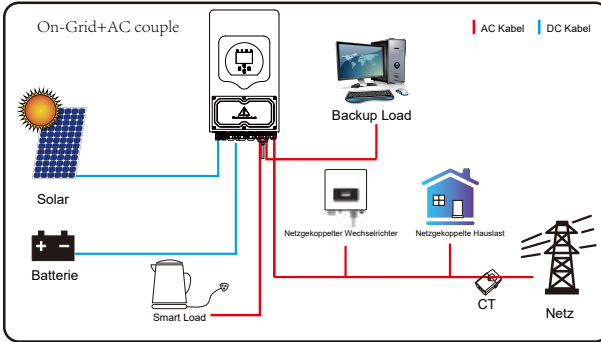 On-Grid+AC couple
AC Kabel
DC Kabel
Backup Load
Solar
Netzgekoppelter Wechselrichter
Netzgekoppelte Hauslast
Batterie
Smart Load
CT
Netz